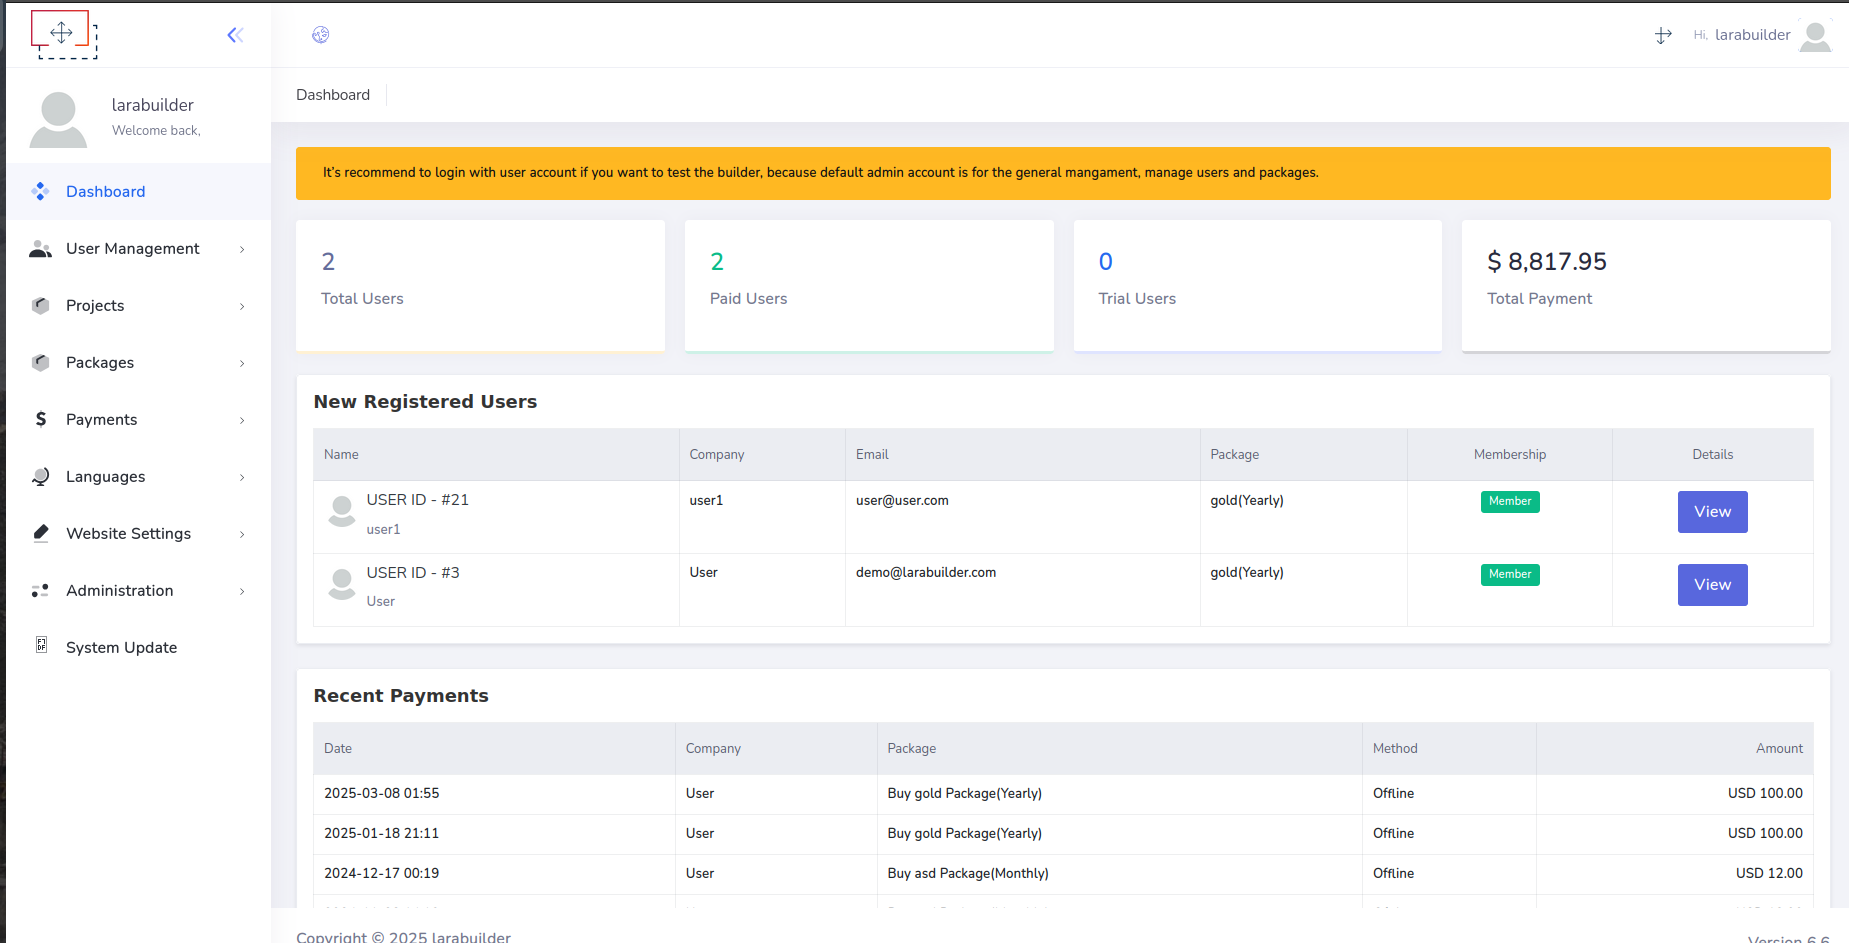 Hi, larabuilder
larabuilder
Welcome back,
Dashboard
User Management
Projects
Packages
Payments
Languages
Website Settings
Administration
System Update
Dashboard
It's recommend to login with user account if you want to test the builder, because default admin account is for the general mangament, manage users and packages.
2
Total Users
2
Paid Users
0
Trial Users
$ 8,817.95
Total Payment
New Registered Users
Name Company Email Package Membership Details
USER ID - #21 user1 user@user.com gold(Yearly) Member View
user1
USER ID - #3 User demo@larabuilder.com gold(Yearly) Member View
User
Recent Payments
Date Company Package Method Amount
2025-03-08 01:55 User Buy gold Package(Yearly) Offline USD 100.00
2025-01-18 21:11 User Buy gold Package(Yearly) Offline USD 100.00
2024-12-17 00:19 User Buy asd Package(Monthly) Offline USD 12.00
Copyright © 2025 larabuilder
Version 6.6